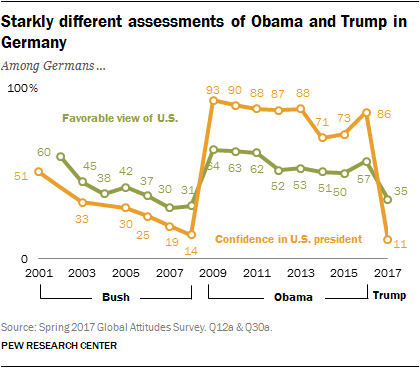 Starkly different assessments of Obama and Trump in
Germany
Among Germans ...
100%
93 90 88 87 88
86
Favorable view of U.S.
71 73
60
64 63 62
57
51
45
38
42
37
30
31
52 53
51 50
35
33
30
25
19
14
Confidence in U.S. president
11
0
2001 2003 2005 2007 2009 2011 2013 2015 2017
Bush Obama Trump
Source: Spring 2017 Global Attitudes Survey. Q12a & Q30a.
PEW RESEARCH CENTER